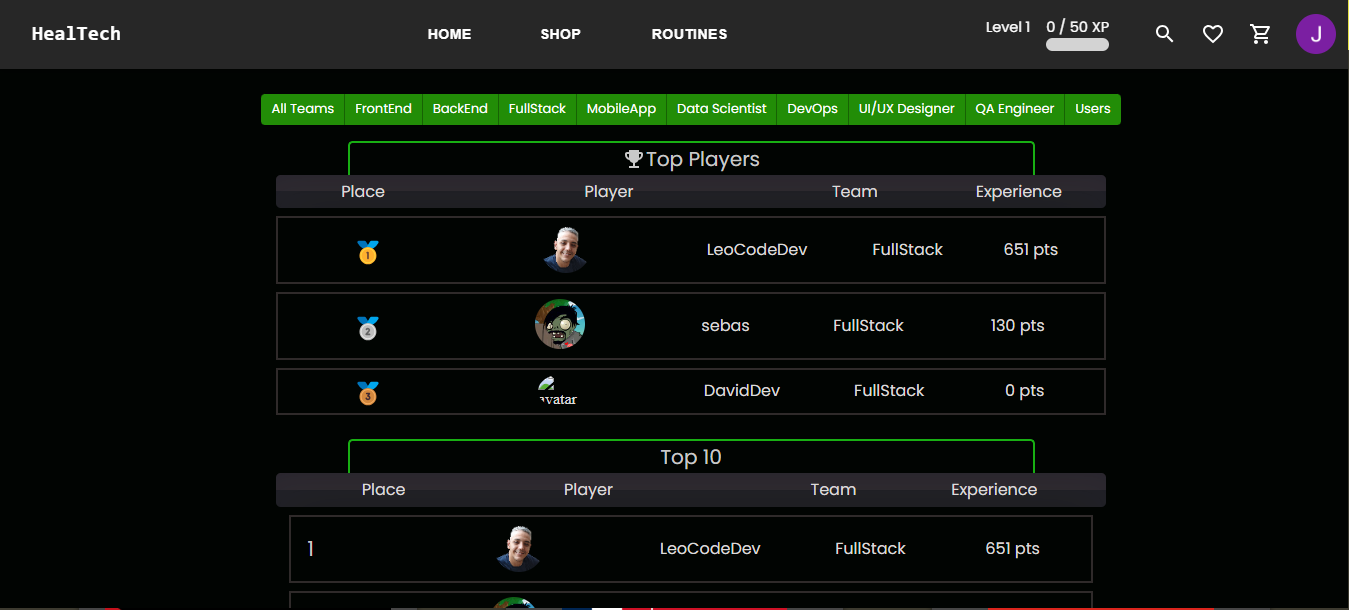 HealTech HOME SHOP ROUTINES Level 1 0 / 50 XP J
All Teams FrontEnd BackEnd FullStack MobileApp Data Scientist DevOps UI/UX Designer QA Engineer Users
Top Players
Place Player Team Experience
1 LeoCodeDev FullStack 651 pts
2 sebas FullStack 130 pts
3 avatar DavidDev FullStack 0 pts
Top 10
Place Player Team Experience
1 LeoCodeDev FullStack 651 pts